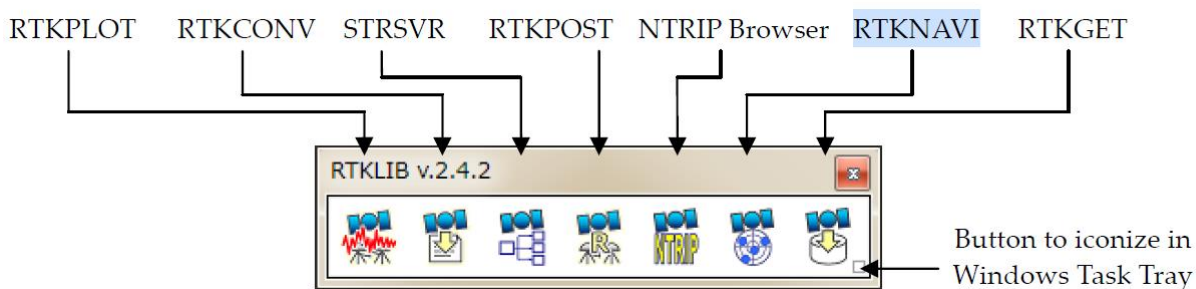 RTKPLOT RTKCONV STRSVR RTKPOST NTRIP Browser RTKNAVI RTKGET
RTKLIB v.2.4.2
R NTRIP
Button to iconize in
Windows Task Tray